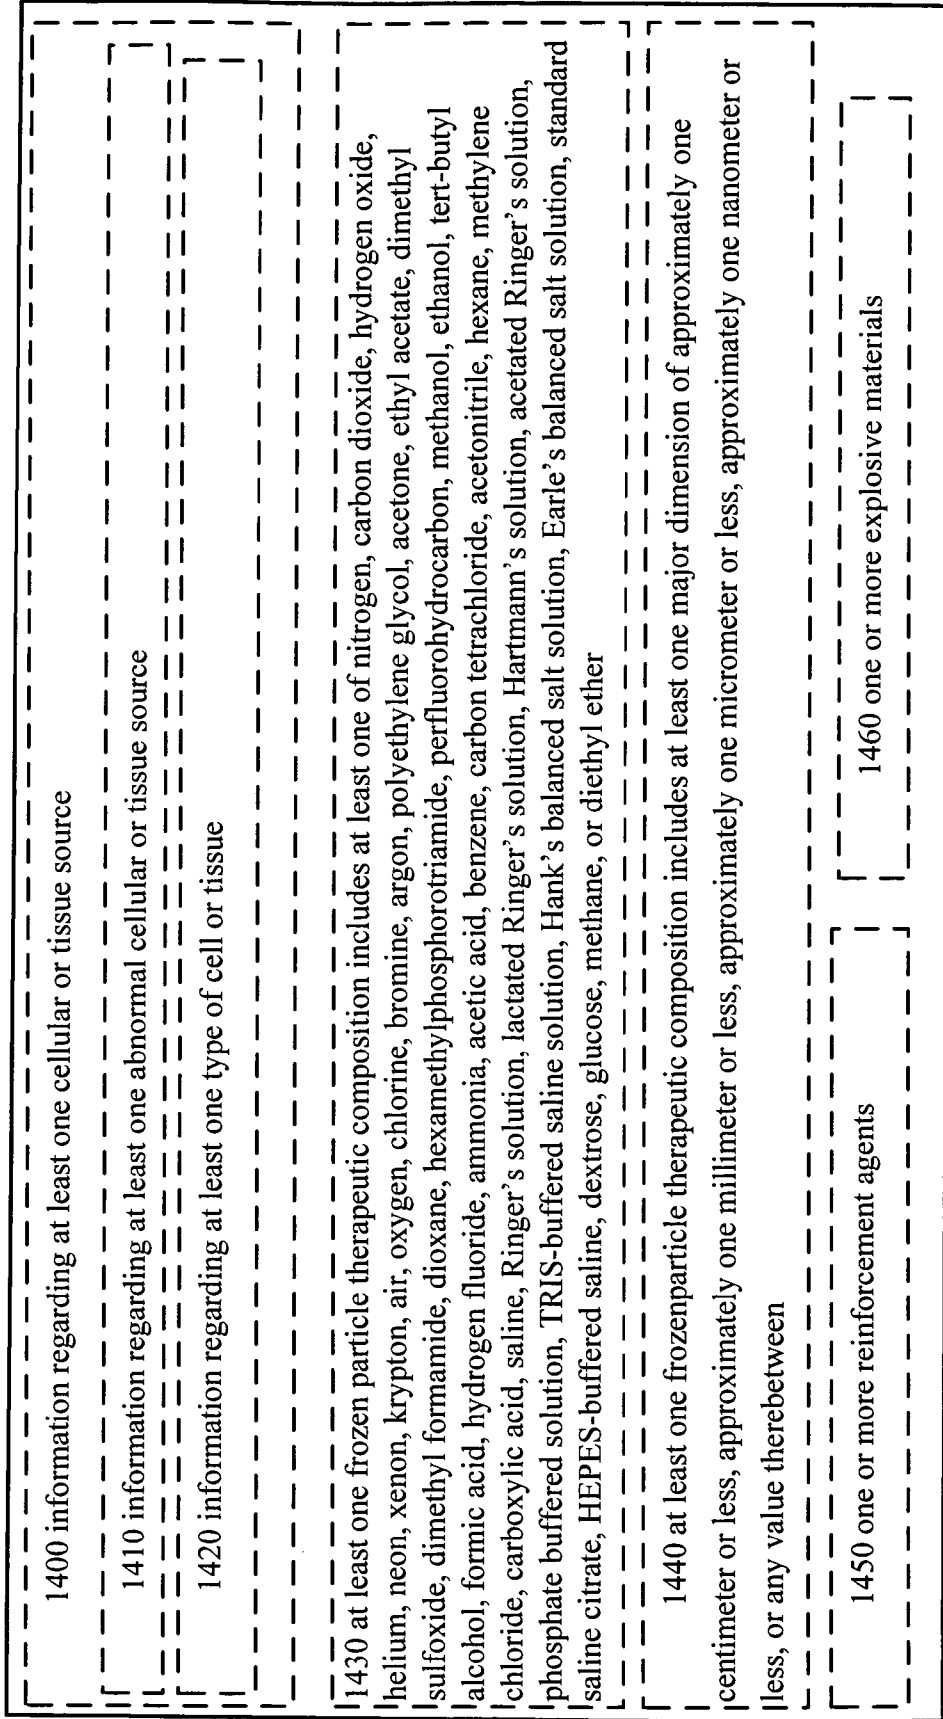 1400 information regarding at least one cellular or tissue source
1410 information regarding at least one abnormal cellular or tissue source
1420 information regarding at least one type of cell or tissue
1430 at least one frozen particle therapeutic composition includes at least one of nitrogen, carbon dioxide, hydrogen oxide,
helium, neon, xenon, krypton, air, oxygen, chlorine, bromine, argon, polyethylene glycol, acetone, ethyl acetate, dimethyl
sulfoxide, dimethyl formamide, dioxane, hexamethylphosphorotriamide, perfluorohydrocarbon, methanol, ethanol, tert-butyl
alcohol, formic acid, hydrogen fluoride, ammonia, acetic acid, benzene, carbon tetrachloride, acetonitrile, hexane, methylene
chloride, carboxylic acid, saline, Ringer's solution, lactated Ringer's solution, Hartmann's solution, acetated Ringer's solution,
phosphate buffered solution, TRIS-buffered saline solution, Hank's balanced salt solution, Earle's balanced salt solution, standard
saline citrate, HEPES-buffered saline, dextrose, glucose, methane, or diethyl ether
1440 at least one frozenparticle therapeutic composition includes at least one major dimension of approximately one
centimeter or less, approximately one millimeter or less, approximately one micrometer or less, approximately one nanometer or
less, or any value therebetween
1450 one or more reinforcement agents
1460 one or more explosive materials